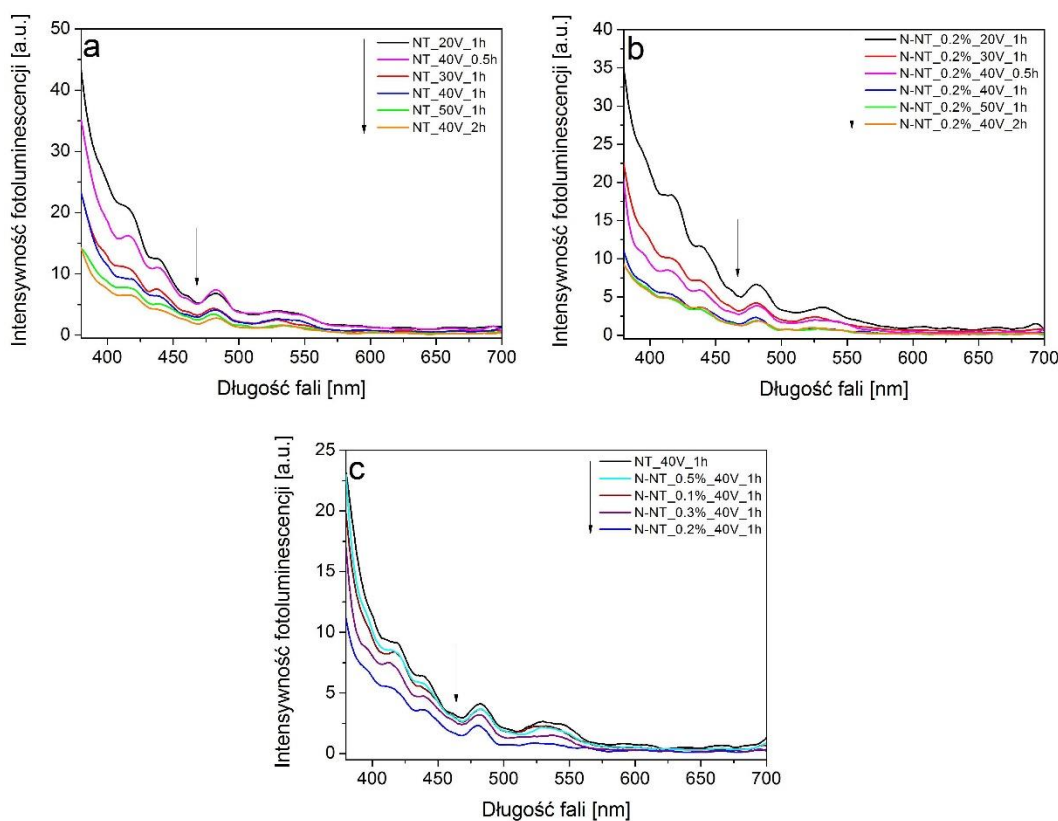 a
Intensywność fotoluminescencji [a.u.]
50
40
30
20
10
0
NT_20V_1h
NT_40V_0.5h
NT_30V_1h
NT_40V_1h
NT_50V_1h
NT_40V_2h
400 450 500 550 600 650 700
Długość fali [nm]
b
Intensywność fotoluminescencji [a.u.]
40
35
30
25
20
15
10
5
0
N-NT_0.2%_20V_1h
N-NT_0.2%_30V_1h
N-NT_0.2%_40V_0.5h
N-NT_0.2%_40V_1h
N-NT_0.2%_50V_1h
N-NT_0.2%_40V_2h
400 450 500 550 600 650 700
Długość fali [nm]
c
Intensywność fotoluminescencji [a.u.]
25
20
15
10
5
0
NT_40V_1h
N-NT_0.5%_40V_1h
N-NT_0.1%_40V_1h
N-NT_0.3%_40V_1h
N-NT_0.2%_40V_1h
400 450 500 550 600 650 700
Długość fali [nm]